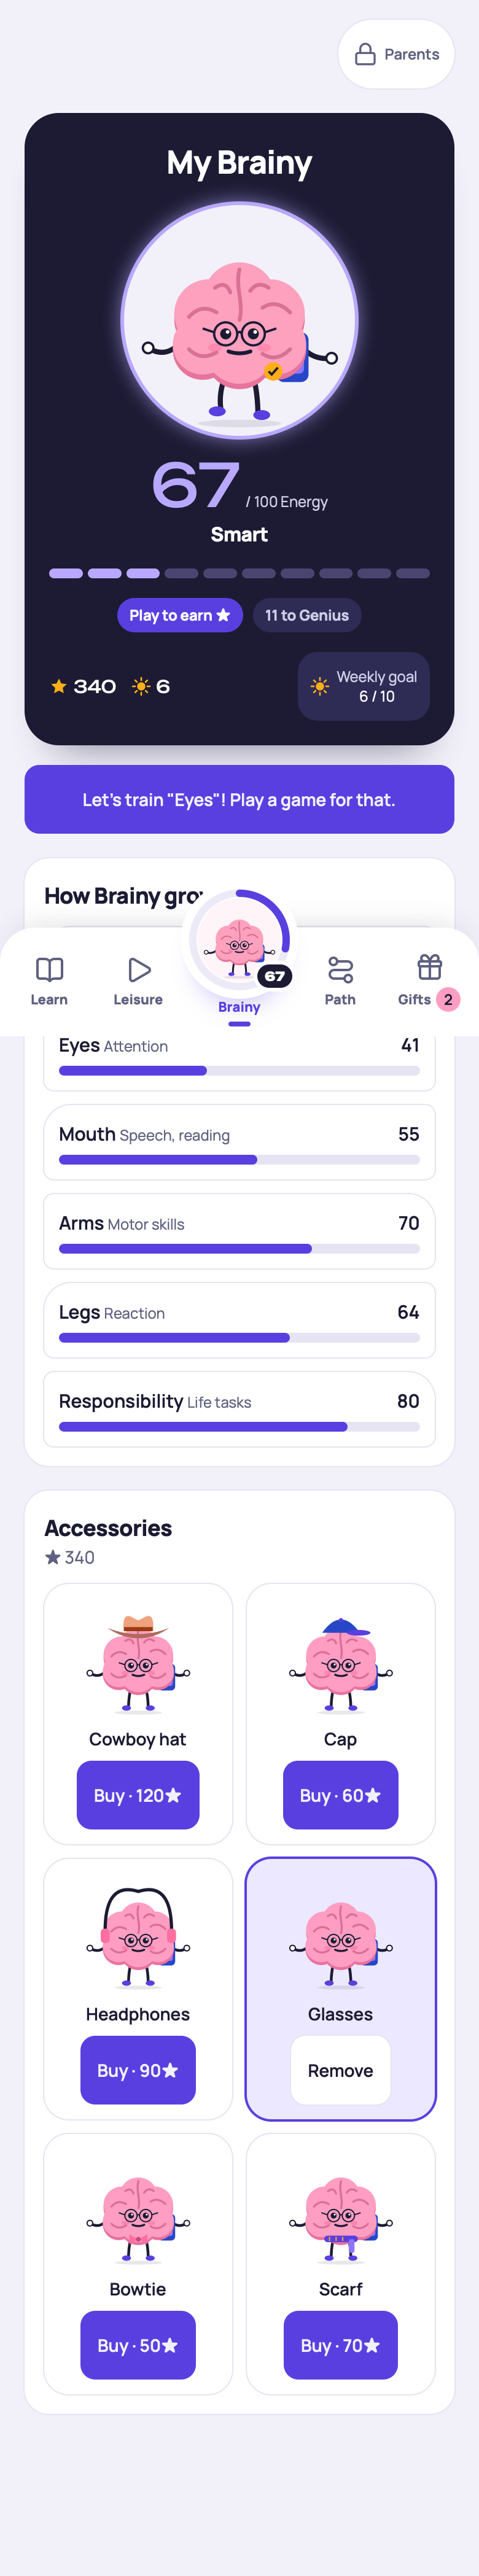 Parents
My Brainy
67 / 100 Energy
Smart
Play to earn ★ 11 to Genius
340 6 Weekly goal
6 / 10
Let's train "Eyes"! Play a game for that.
How Brainy gro
67
Learn Leisure Brainy Path Gifts 2
Eyes Attention 41
Mouth Speech, reading 55
Arms Motor skills 70
Legs Reaction 64
Responsibility Life tasks 80
Accessories
★ 340
Cowboy hat Cap
Buy · 120★ Buy · 60★
Headphones Glasses
Buy · 90★ Remove
Bowtie Scarf
Buy · 50★ Buy · 70★